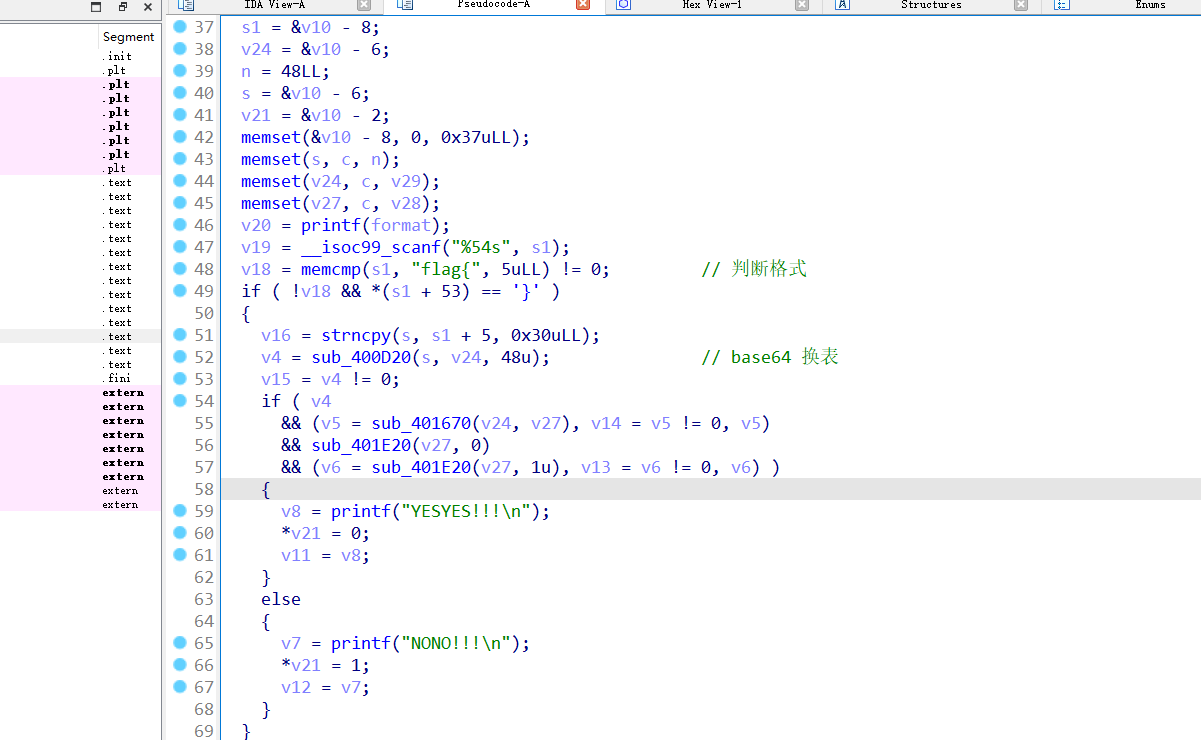 IDA View-A
Pseudocode-A
Hex View-1
Structures
Enums
Segment
.init
.plt
.plt
.plt
.plt
.plt
.plt
.plt
.plt
.text
.text
.text
.text
.text
.text
.text
.text
.text
.text
.text
.text
.text
.text
.fini
extern
extern
extern
extern
extern
extern
extern
extern
extern
37 s1 = &v10 - 8;
38 v24 = &v10 - 6;
39 n = 48LL;
40 s = &v10 - 6;
41 v21 = &v10 - 2;
42 memset(&v10 - 8, 0, 0x37uLL);
43 memset(s, c, n);
44 memset(v24, c, v29);
45 memset(v27, c, v28);
46 v20 = printf(format);
47 v19 = __isoc99_scanf("%54s", s1);
48 v18 = memcmp(s1, "flag{", 5uLL) != 0; // 判断格式
49 if ( !v18 && *(s1 + 53) == '}' )
50 {
51 v16 = strncpy(s, s1 + 5, 0x30uLL);
52 v4 = sub_400D20(s, v24, 48u); // base64 换表
53 v15 = v4 != 0;
54 if ( v4
55 && (v5 = sub_401670(v24, v27), v14 = v5 != 0, v5)
56 && sub_401E20(v27, 0)
57 && (v6 = sub_401E20(v27, 1u), v13 = v6 != 0, v6) )
58 {
59 v8 = printf("YESYES!!!\n");
60 *v21 = 0;
61 v11 = v8;
62 }
63 else
64 {
65 v7 = printf("NONO!!!\n");
66 *v21 = 1;
67 v12 = v7;
68 }
69 }